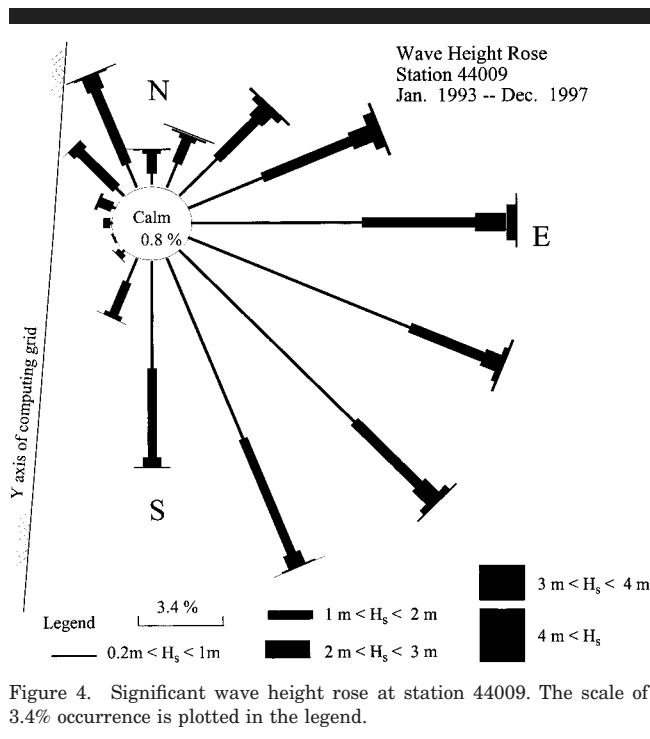 Wave Height Rose
Station 44009
Jan. 1993 -- Dec. 1997
N
Calm
0.8 %
E
Y axis of computing grid
S
Legend
3.4 %
0.2m < Hs < 1m
1 m < Hs < 2 m
2 m < Hs < 3 m
3 m < Hs < 4 m
4 m < Hs
Figure 4. Significant wave height rose at station 44009. The scale of
3.4% occurrence is plotted in the legend.